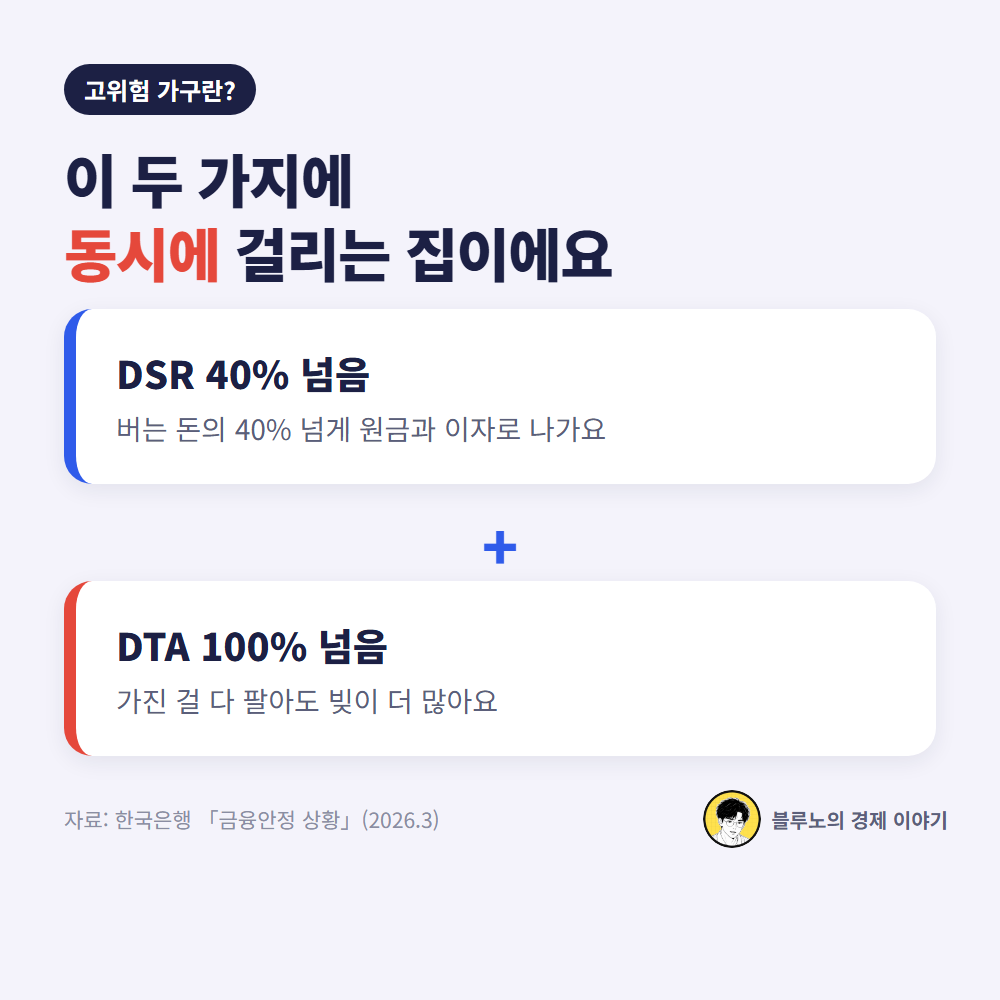 고위험 가구란?
이 두 가지에
동시에 걸리는 집이에요
DSR 40% 넘음
버는 돈의 40% 넘게 원금과 이자로 나가요
+
DTA 100% 넘음
가진 걸 다 팔아도 빚이 더 많아요
자료: 한국은행 「금융안정 상황」(2026.3)
블루노의 경제 이야기